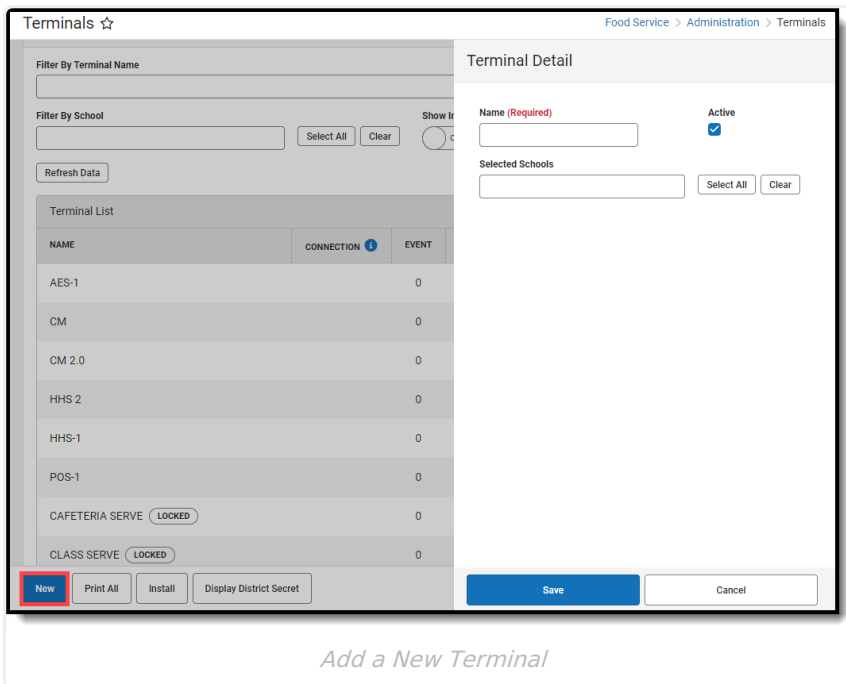 Terminals
Food Service > Administration > Terminals
Filter By Terminal Name
Filter By School
Select All
Clear
Show In
Refresh Data
Terminal List
NAME
CONNECTION
EVENT
AES-1
0
CM
0
CM 2.0
0
HHS 2
0
HHS-1
0
POS-1
0
CAFETERIA SERVE LOCKED
0
CLASS SERVE LOCKED
0
New
Print All
Install
Display District Secret
Terminal Detail
Name (Required)
Active
Selected Schools
Select All
Clear
Save
Cancel
Add a New Terminal